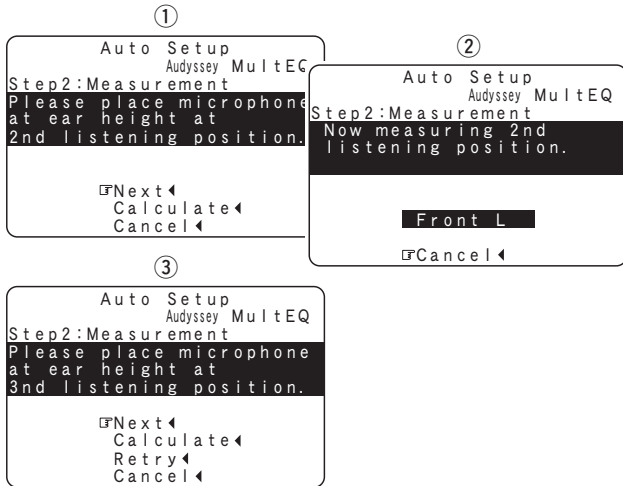 ①
Auto Setup
Audyssey MultEQ
Step2:Measurement
Please place microphone
at ear height at
2nd listening position.
☞Next◀
Calculate◀
Cancel◀
②
Auto Setup
Audyssey MultEQ
Step2:Measurement
Now measuring 2nd
listening position.
Front L
☞Cancel◀
③
Auto Setup
Audyssey MultEQ
Step2:Measurement
Please place microphone
at ear height at
3nd listening position.
☞Next◀
Calculate◀
Retry◀
Cancel◀